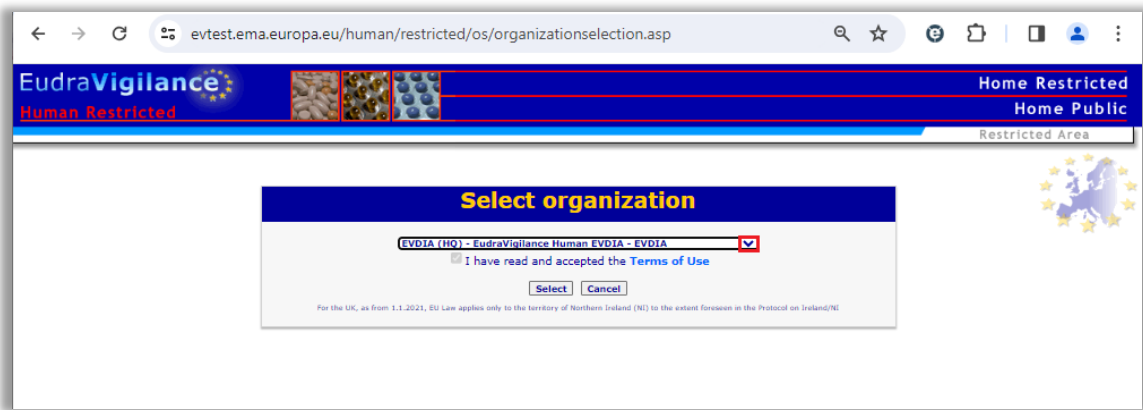 evtest.ema.europa.eu/human/restricted/os/organizationselection.asp
EudraVigilance
Human Restricted
Home Restricted
Home Public
Restricted Area
Select organization
EVDIA (HQ) - EudraVigilance Human EVDIA - EVDIA
I have read and accepted the Terms of Use
Select Cancel
For the UK, as from 1.1.2021, EU Law applies only to the territory of Northern Ireland (NI) to the extent foreseen in the Protocol on Ireland/NI